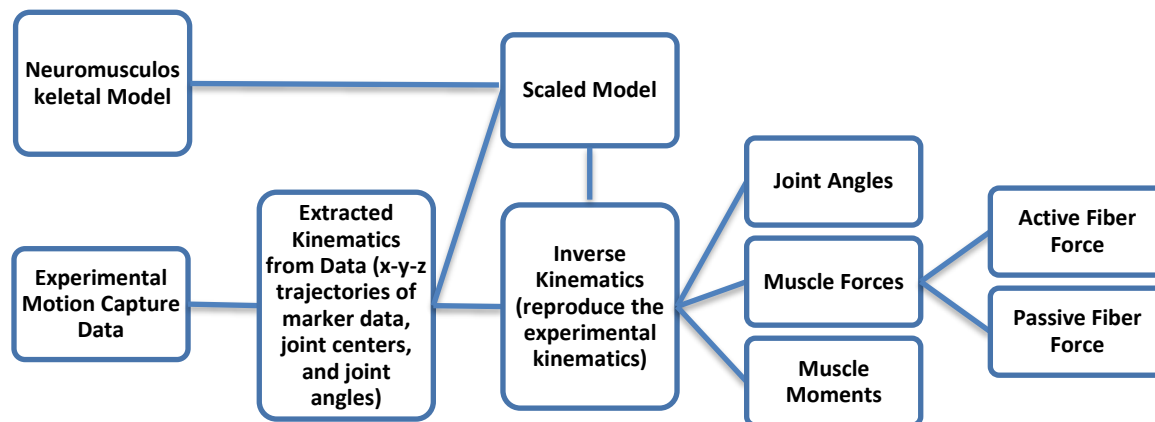 Neuromusculos
keletal Model
Scaled Model
Experimental
Motion Capture
Data
Extracted
Kinematics
from Data (x-y-z
trajectories of
marker data,
joint centers,
and joint
angles)
Inverse
Kinematics
(reproduce the
experimental
kinematics)
Joint Angles
Muscle Forces
Muscle
Moments
Active Fiber
Force
Passive Fiber
Force